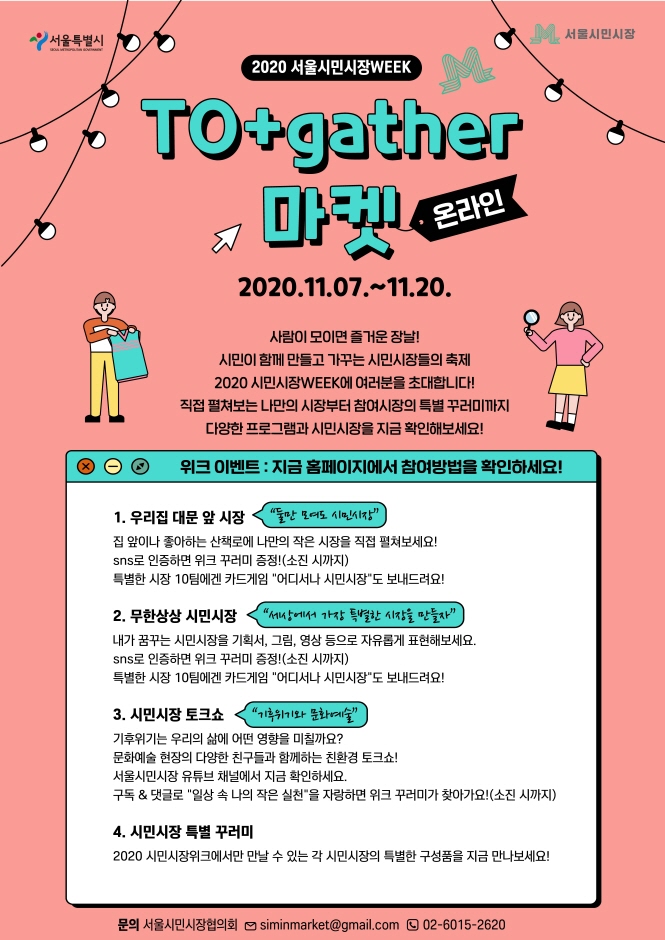 서울특별시
SEOUL METROPOLITAN GOVERNMENT
서울시민시장
2020 서울시민시장WEEK
TO+gather
마켓
온라인
2020.11.07.~11.20.
사람이 모이면 즐거운 장날!
시민이 함께 만들고 가꾸는 시민시장들의 축제
2020 시민시장WEEK에 여러분을 초대합니다!
직접 펼쳐보는 나만의 시장부터 참여시장의 특별 꾸러미까지
다양한 프로그램과 시민시장을 지금 확인해보세요!
위크 이벤트 : 지금 홈페이지에서 참여방법을 확인하세요!
1. 우리집 대문 앞 시장 "둘만 모여도 시민시장"
집 앞이나 좋아하는 산책로에 나만의 작은 시장을 직접 펼쳐보세요!
sns로 인증하면 위크 꾸러미 증정!(소진 시까지)
특별한 시장 10팀에겐 카드게임 "어디서나 시민시장"도 보내드려요!
2. 무한상상 시민시장 "세상에서 가장 특별한 시장을 만들자"
내가 꿈꾸는 시민시장을 기획서, 그림, 영상 등으로 자유롭게 표현해보세요.
sns로 인증하면 위크 꾸러미 증정!(소진 시까지)
특별한 시장 10팀에겐 카드게임 "어디서나 시민시장"도 보내드려요!
3. 시민시장 토크쇼 "기후위기와 문화예술"
기후위기는 우리의 삶에 어떤 영향을 미칠까요?
문화예술 현장의 다양한 친구들과 함께하는 친환경 토크쇼!
서울시민시장 유튜브 채널에서 지금 확인하세요.
구독 & 댓글로 "일상 속 나의 작은 실천"을 자랑하면 위크 꾸러미가 찾아가요!(소진 시까지)
4. 시민시장 특별 꾸러미
2020 시민시장위크에서만 만날 수 있는 각 시민시장의 특별한 구성품을 지금 만나보세요!
문의 서울시민시장협의회 siminmarket@gmail.com 02-6015-2620